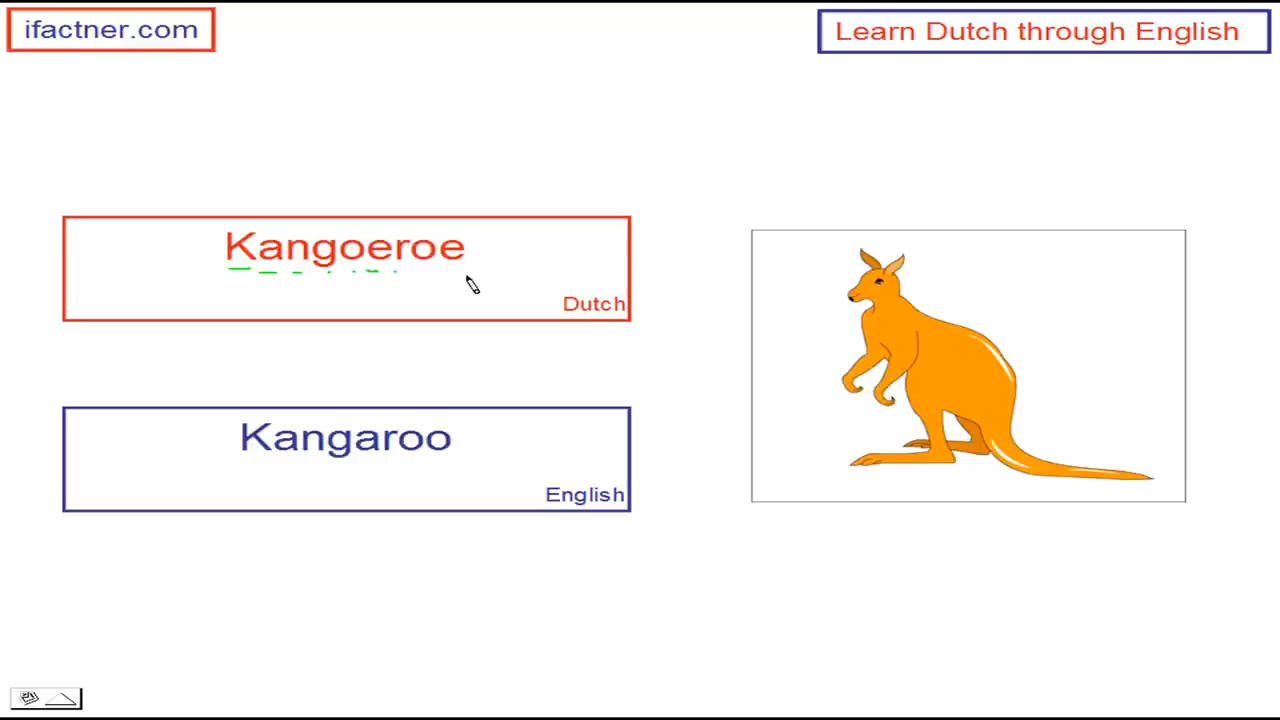 ifactner.com
Learn Dutch through English
Kangoeroe
Dutch
Kangaroo
English